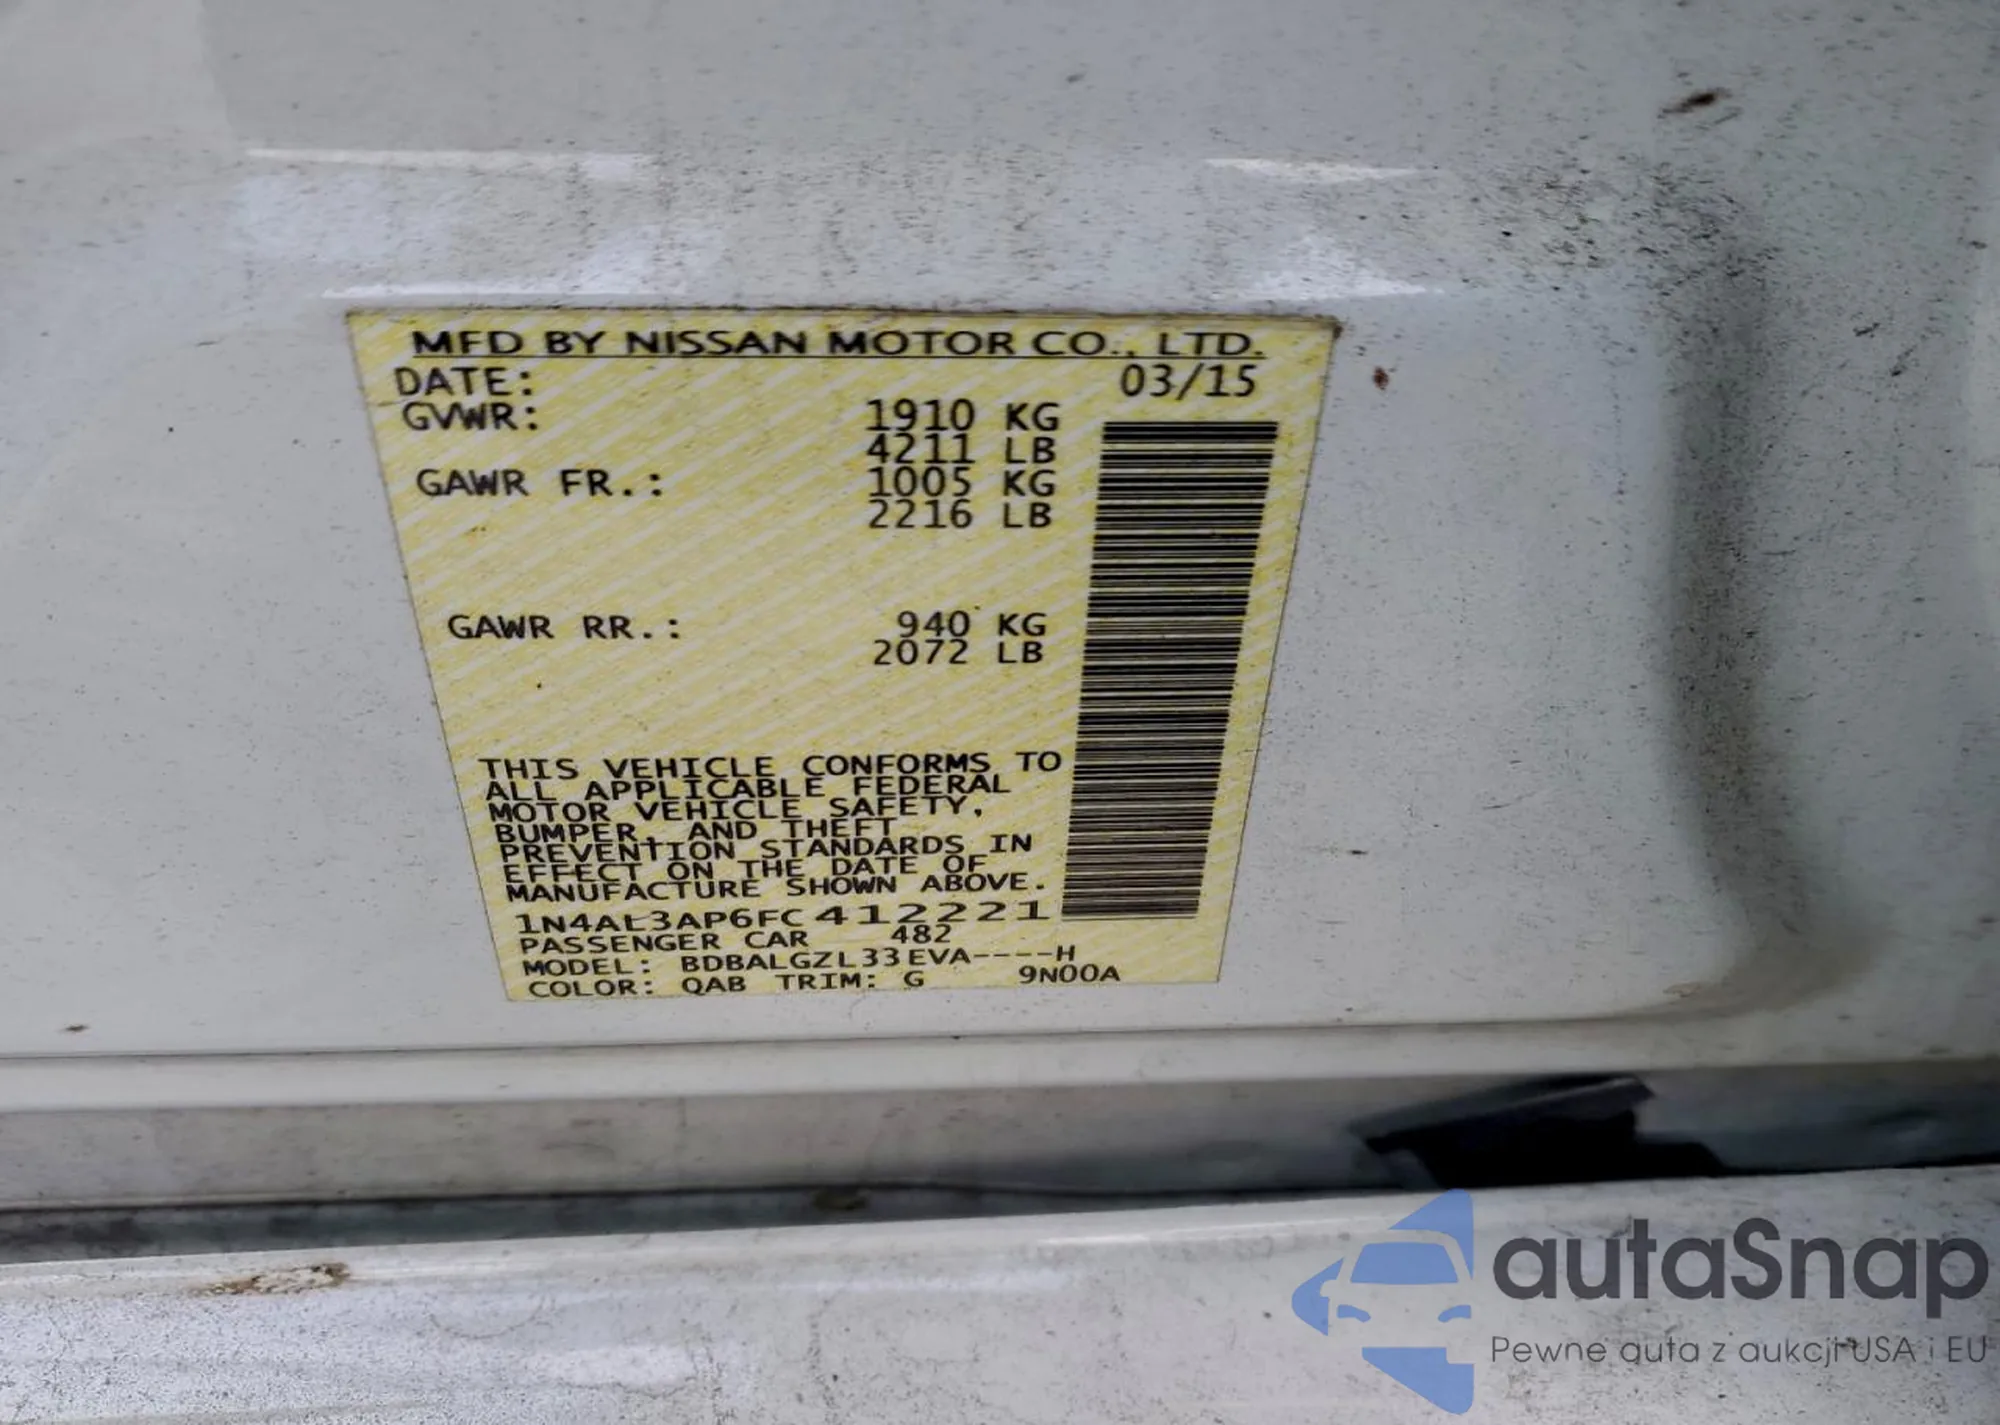 MFD BY NISSAN MOTOR CO., LTD.
DATE: 03/15
GVWR: 1910 KG
4211 LB
GAWR FR.: 1005 KG
2216 LB
GAWR RR.: 940 KG
2072 LB
THIS VEHICLE CONFORMS TO
ALL APPLICABLE FEDERAL
MOTOR VEHICLE SAFETY,
BUMPER, AND THEFT
PREVENTION STANDARDS IN
EFFECT ON THE DATE OF
MANUFACTURE SHOWN ABOVE.
1N4AL3AP6FC412221
PASSENGER CAR 482
MODEL: BDBALGZL33EVA----H
COLOR: QAB TRIM: G 9N00A
autaSnap
Pewne auta z aukcji USA i EU